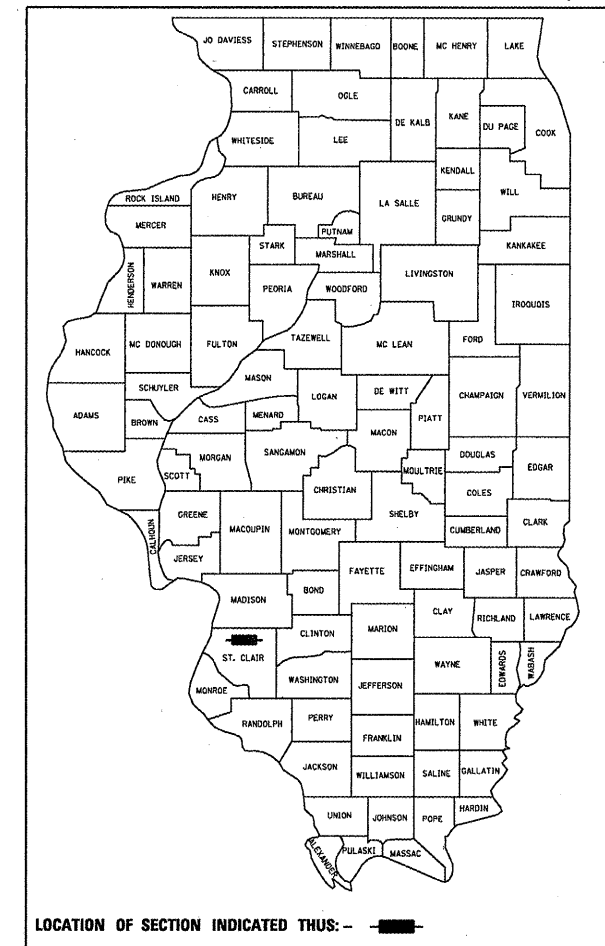 JO DAVIESS
STEPHENSON
WINNEBAGO
BOONE
MC HENRY
LAKE
CARROLL
OGLE
DE KALB
KANE
DU PAGE
COOK
WHITESIDE
LEE
KENDALL
WILL
ROCK ISLAND
HENRY
BUREAU
LA SALLE
GRUNDY
MERCER
PUTNAM
STARK
MARSHALL
KANKAKEE
HENDERSON
WARREN
KNOX
PEORIA
WOODFORD
LIVINGSTON
IROQUOIS
HANCOCK
MC DONOUGH
FULTON
TAZEWELL
MC LEAN
FORD
MASON
SCHUYLER
LOGAN
DE WITT
CHAMPAIGN
VERMILION
ADAMS
BROWN
CASS
MENARD
MACON
PIATT
MORGAN
SANGAMON
DOUGLAS
EDGAR
PIKE
SCOTT
CHRISTIAN
MOULTRIE
COLES
GREENE
MACOUPIN
MONTGOMERY
SHELBY
CUMBERLAND
CLARK
CALHOUN
JERSEY
FAYETTE
EFFINGHAM
JASPER
CRAWFORD
MADISON
BOND
CLAY
RICHLAND
LAWRENCE
CLINTON
MARION
ST. CLAIR
WAYNE
EDWARDS
WABASH
WASHINGTON
JEFFERSON
MONROE
RANDOLPH
PERRY
HAMILTON
WHITE
FRANKLIN
JACKSON
WILLIAMSON
SALINE
GALLATIN
UNION
JOHNSON
POPE
HARDIN
ALEXANDER
PULASKI
MASSAC
LOCATION OF SECTION INDICATED THUS: -